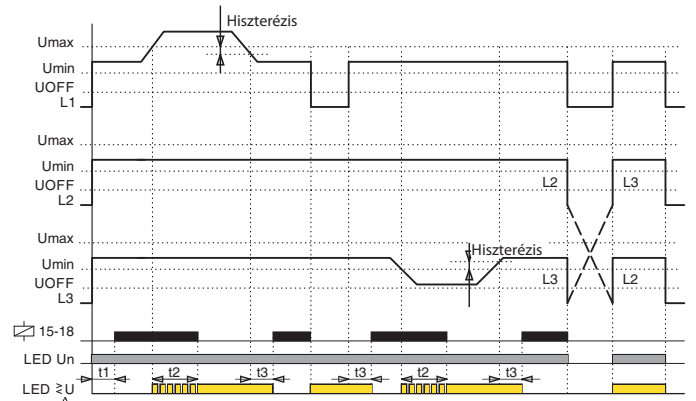 Hiszterézis
Umax
Umin
UOFF
L1
Umax
Umin
UOFF
L2
L2 L3
Umax
Hiszterézis
Umin
UOFF
L3
L3 L2
15-18
LED Un
t1 t2 t3 t3 t2 t3
LED ≷U